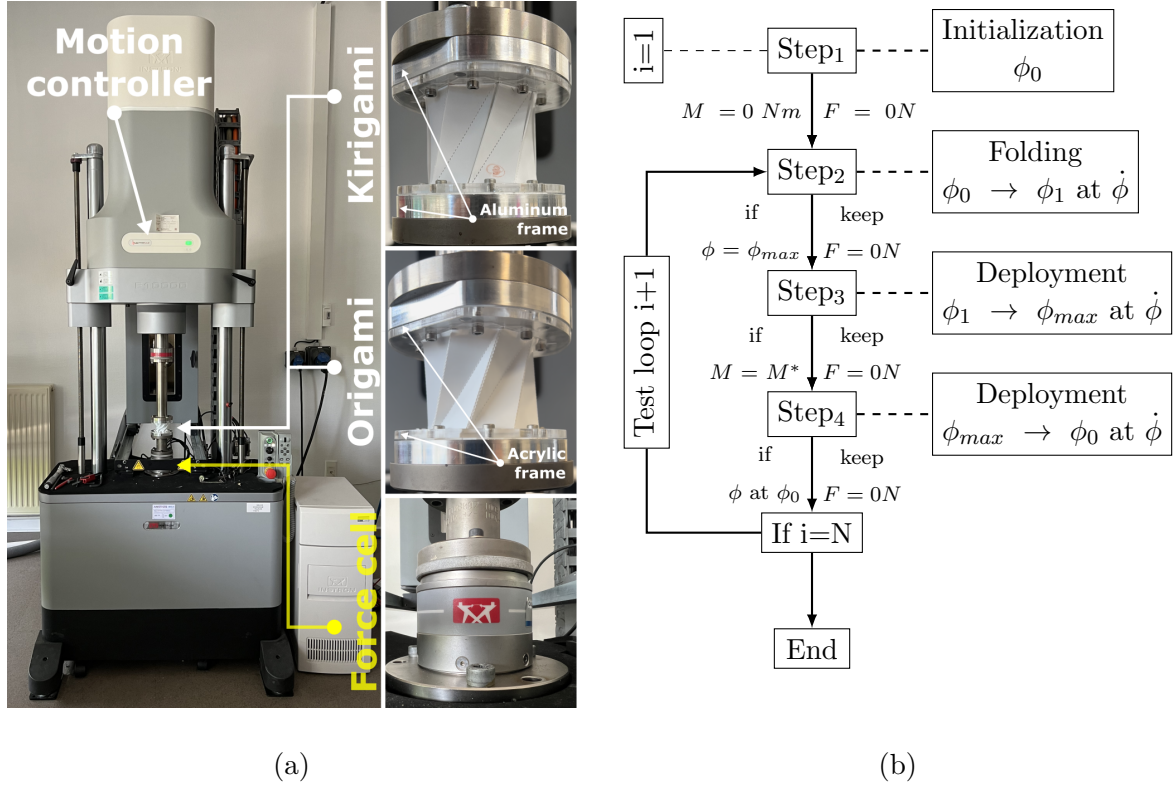 Motion
controller
Kirigami
Origami
Force cell
Aluminum
frame
Acrylic
frame
(a)
i=1
Step₁
Initialization
ϕ₀
M = 0 Nm
F = 0N
Step₂
Folding
ϕ₀ → ϕ₁ at ϕ̇
if
keep
ϕ = ϕₘₐₓ
F = 0N
Test loop i+1
Step₃
Deployment
ϕ₁ → ϕₘₐₓ at ϕ̇
if
keep
M = M*
F = 0N
Step₄
Deployment
ϕₘₐₓ → ϕ₀ at ϕ̇
if
keep
ϕ at ϕ₀
F = 0N
If i=N
End
(b)